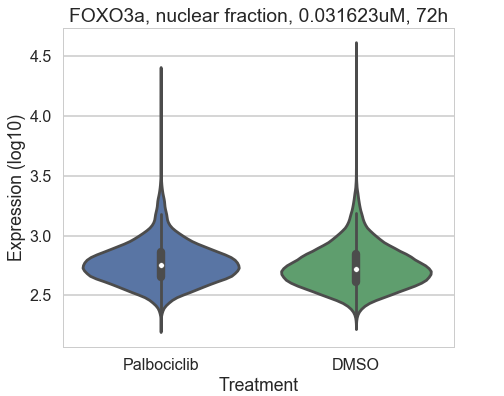 FOXO3a, nuclear fraction, 0.031623uM, 72h
Expression (log10)
4.5
4.0
3.5
3.0
2.5
Palbociclib
DMSO
Treatment